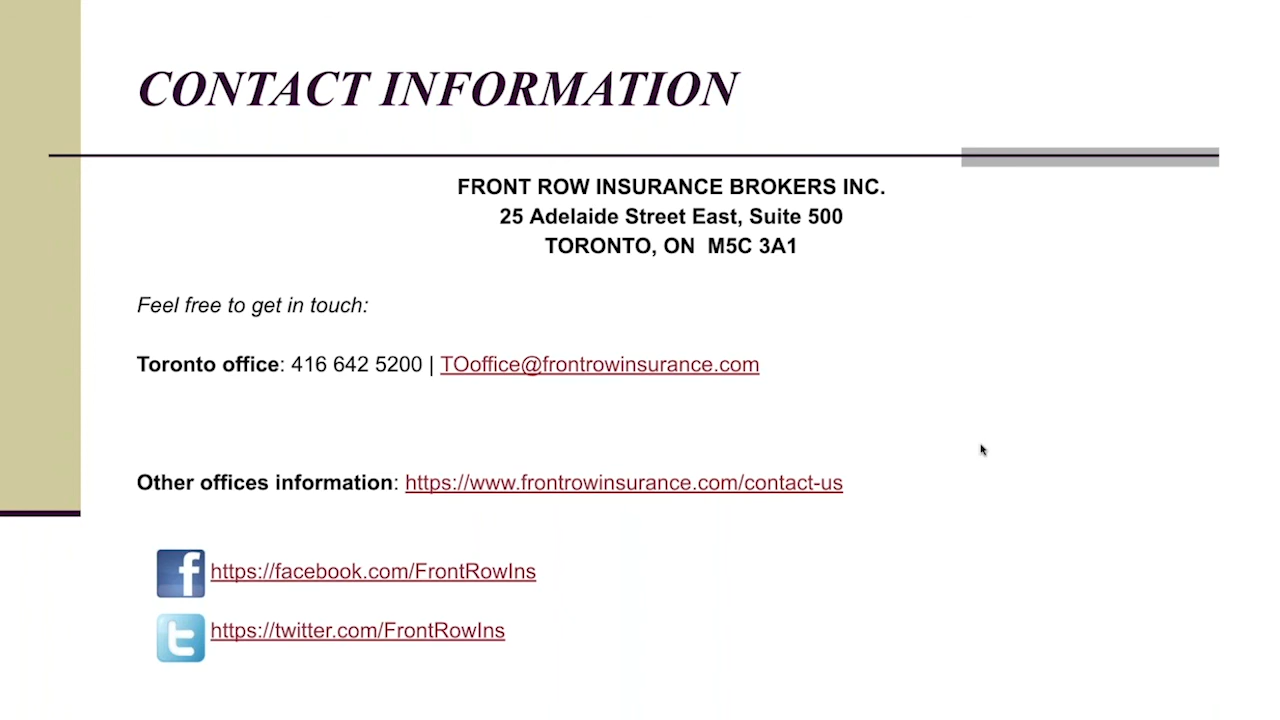 CONTACT INFORMATION
FRONT ROW INSURANCE BROKERS INC.
25 Adelaide Street East, Suite 500
TORONTO, ON  M5C 3A1
Feel free to get in touch:
Toronto office: 416 642 5200 | TOoffice@frontrowinsurance.com
Other offices information: https://www.frontrowinsurance.com/contact-us
https://facebook.com/FrontRowIns
https://twitter.com/FrontRowIns